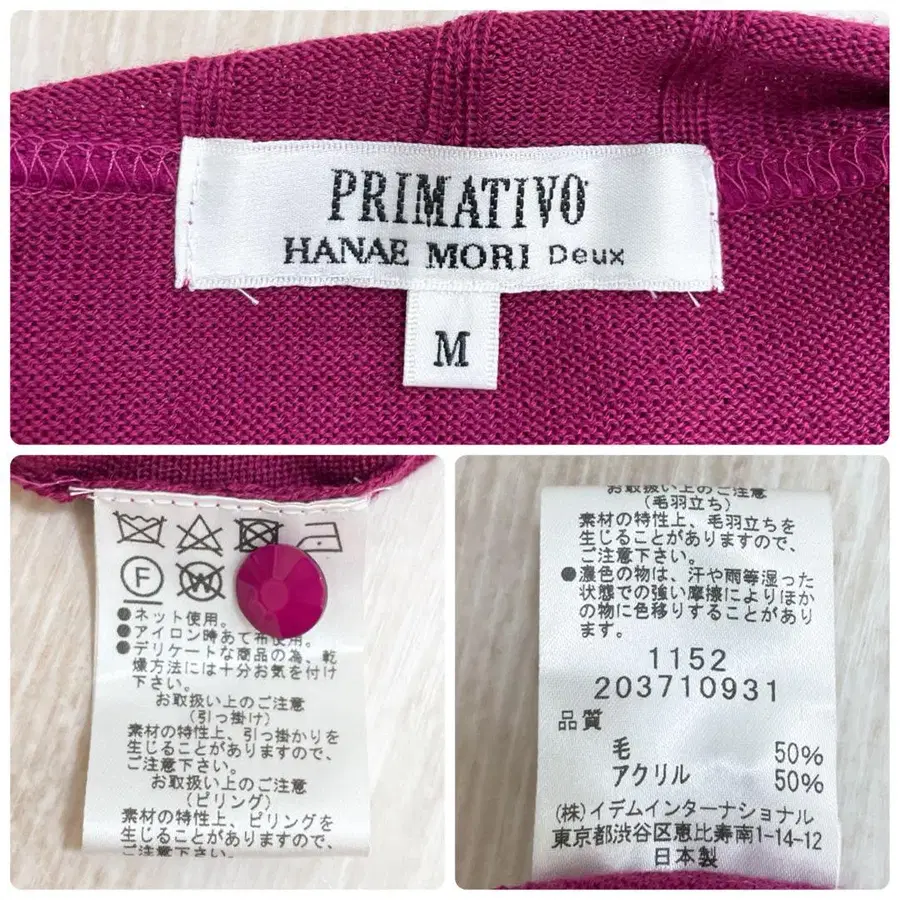 PRIMATIVO
HANAE MORI Deux
M
F
W
●ネット使用。
●アイロン時あて布使用。
●デリケートな商品の為、乾
燥方法には十分お気を付け
下さい。
お取扱い上のご注意
(引っ掛け)
素材の特性上、引っ掛かりを
生じることがありますので、
ご注意下さい。
お取扱い上のご注意
(ピリング)
素材の特性上、ピリングを
生じることがありますので、
ご注意下さい。
お取扱い上のご注意
(毛羽立ち)
素材の特性上、毛羽立ちを
生じることがありますので、
ご注意下さい。
●濃色の物は、汗や雨等湿った
状態での強い摩擦によりほか
の物に色移りすることがあり
ます。
1152
203710931
品質
毛 50%
アクリル 50%
(株)イデムインターナショナル
東京都渋谷区恵比寿南1-14-12
日本製